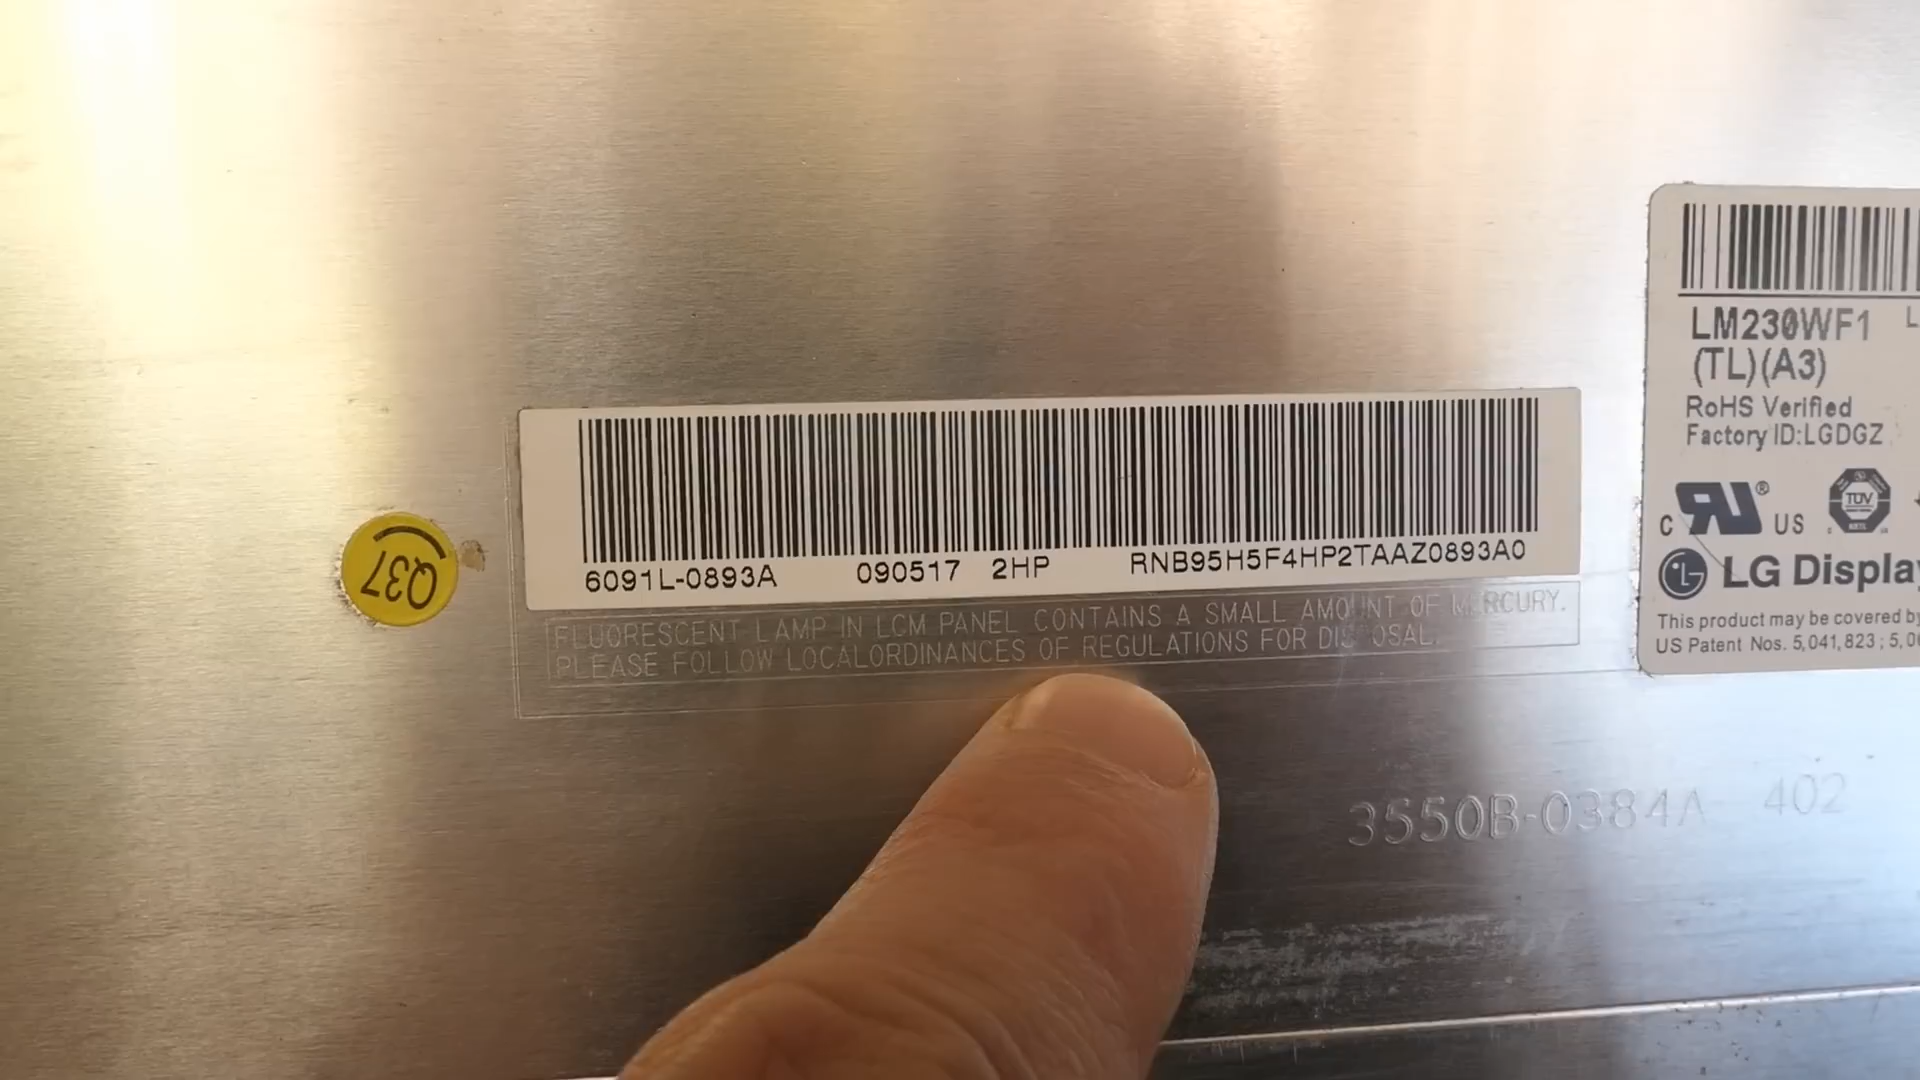 LM230WF1
(TL)(A3)
RoHS Verified
Factory ID:LGDGZ
C US
TÜV
LG Display
This product may be covered by
US Patent Nos. 5,041,823; 5,
6091L-0893A 090517 2HP RNB95H5F4HP2TAAZ0893A0
FLUORESCENT LAMP IN LCM PANEL CONTAINS A SMALL AMOUNT OF MERCURY.
PLEASE FOLLOW LOCALORDINANCES OF REGULATIONS FOR DISPOSAL.
Q37
3550B-0384A 402